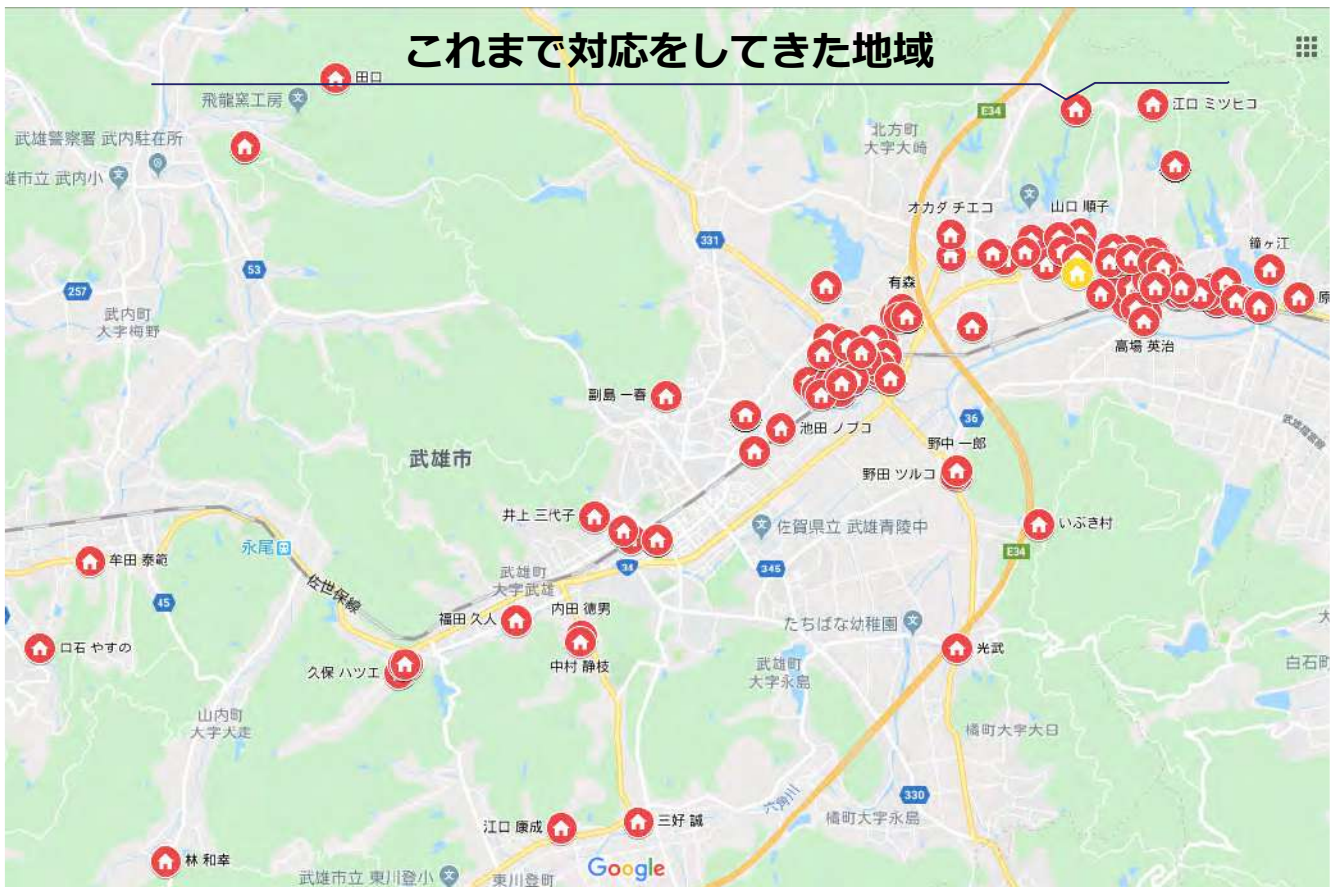 これまで対応をしてきた地域
田口
飛龍窯工房
武雄警察署 武内駐在所
雄市立 武内小
E34
江口 ミツヒコ
北方町
大字大崎
オカダ チエコ
山口 順子
331
鐘ヶ江
53
257
有森
原
武内町
大字梅野
高場 英治
副島 一春
池田 ノブコ
36
野中 一郎
武雄市
野田 ツルコ
井上 三代子
佐賀県立 武雄青陵中
いぶき村
永尾
牟田 泰範
E34
34
345
武雄町
大字武雄
佐世保線
45
福田 久人
内田 徳男
たちばな幼稚園
口石 やすの
中村 静枝
光武
久保 ハツエ
武雄町
大字永島
白石町
山内町
大字犬走
橘町大字大日
六角川
330
江口 康成
三好 誠
橘町大字永島
林 和幸
Google
武雄市立 東川登小
東川登町